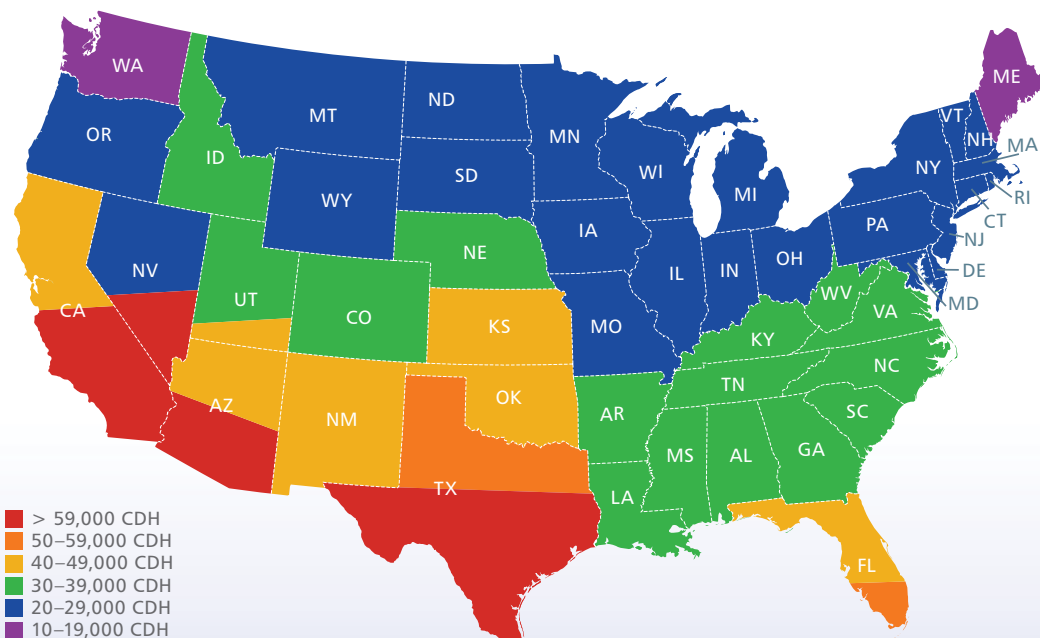 WA
ME
MT
ND
VT
OR
MN
NH
MA
ID
WI
NY
SD
MI
RI
WY
CT
PA
IA
NJ
NE
OH
NV
IL
IN
DE
UT
WV
MD
CA
CO
VA
KS
MO
KY
NC
TN
OK
AZ
SC
AR
NM
GA
MS
AL
TX
LA
FL
> 59,000 CDH
50–59,000 CDH
40–49,000 CDH
30–39,000 CDH
20–29,000 CDH
10–19,000 CDH